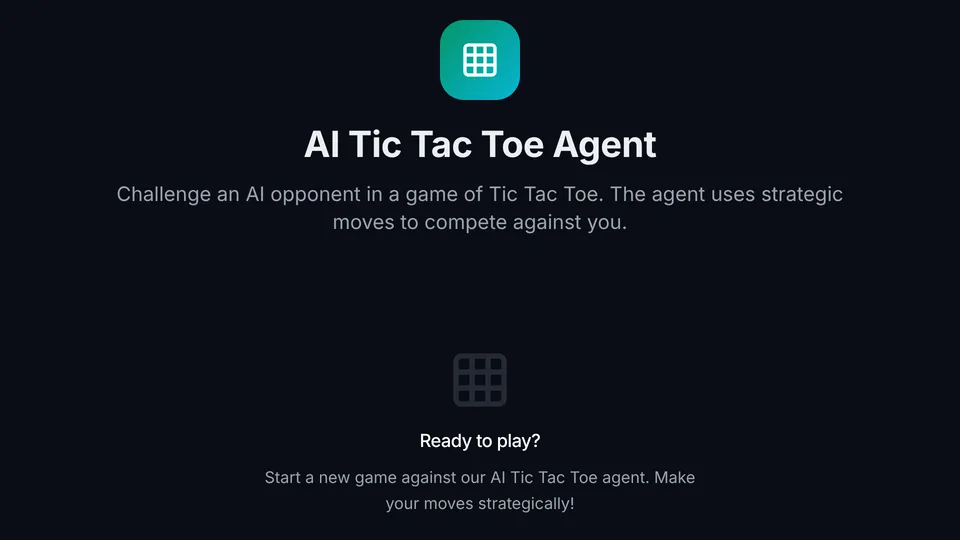 AI Tic Tac Toe Agent
Challenge an AI opponent in a game of Tic Tac Toe. The agent uses strategic
moves to compete against you.
Ready to play?
Start a new game against our AI Tic Tac Toe agent. Make
your moves strategically!